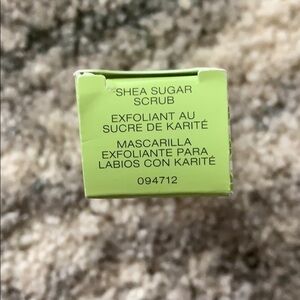 SHEA SUGAR
SCRUB
EXFOLIANT AU
SUCRE DE KARITÉ
MASCARILLA
EXFOLIANTE PARA
LABIOS CON KARITÉ
094712